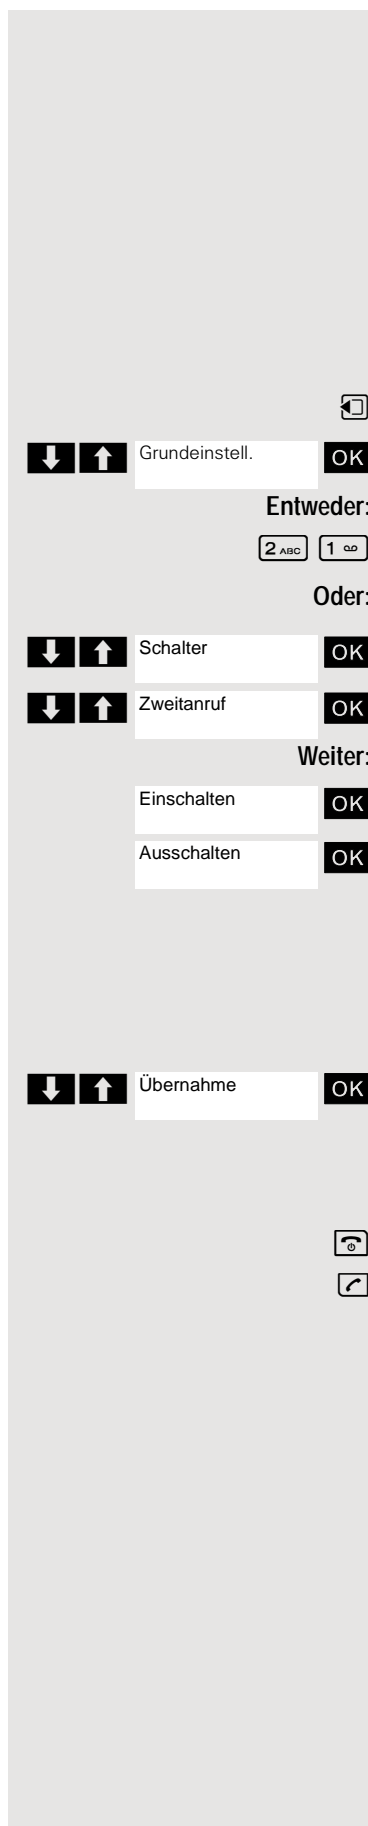 Grundeinstell. OK
Entweder:
2 ABC 1
Oder:
Schalter OK
Zweitanruf OK
Weiter:
Einschalten OK
Ausschalten OK
Übernahme OK